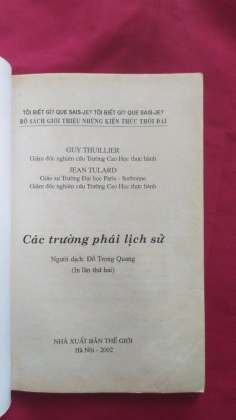 TÔI BIẾT GÌ? QUE SAIS-JE? TÔI BIẾT GÌ? QUE SAIS-JE?
BỘ SÁCH GIỚI THIỆU NHỮNG KIẾN THỨC THỜI ĐẠI
GUY THUILLIER
Giám đốc nghiên cứu Trường Cao Học thực hành
JEAN TULARD
Giáo sư Trường Đại học Paris - Sorbonne
Giám đốc nghiên cứu Trường Cao Học thực hành
Các trường phái lịch sử
Người dịch: Đỗ Trọng Quang
(In lần thứ hai)
NHÀ XUẤT BẢN THẾ GIỚI
Hà Nội - 2002